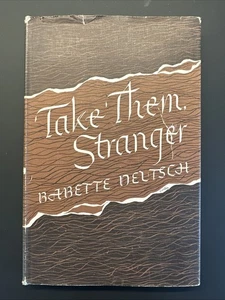 Take Them,
Stranger
BABETTE DEUTSCH